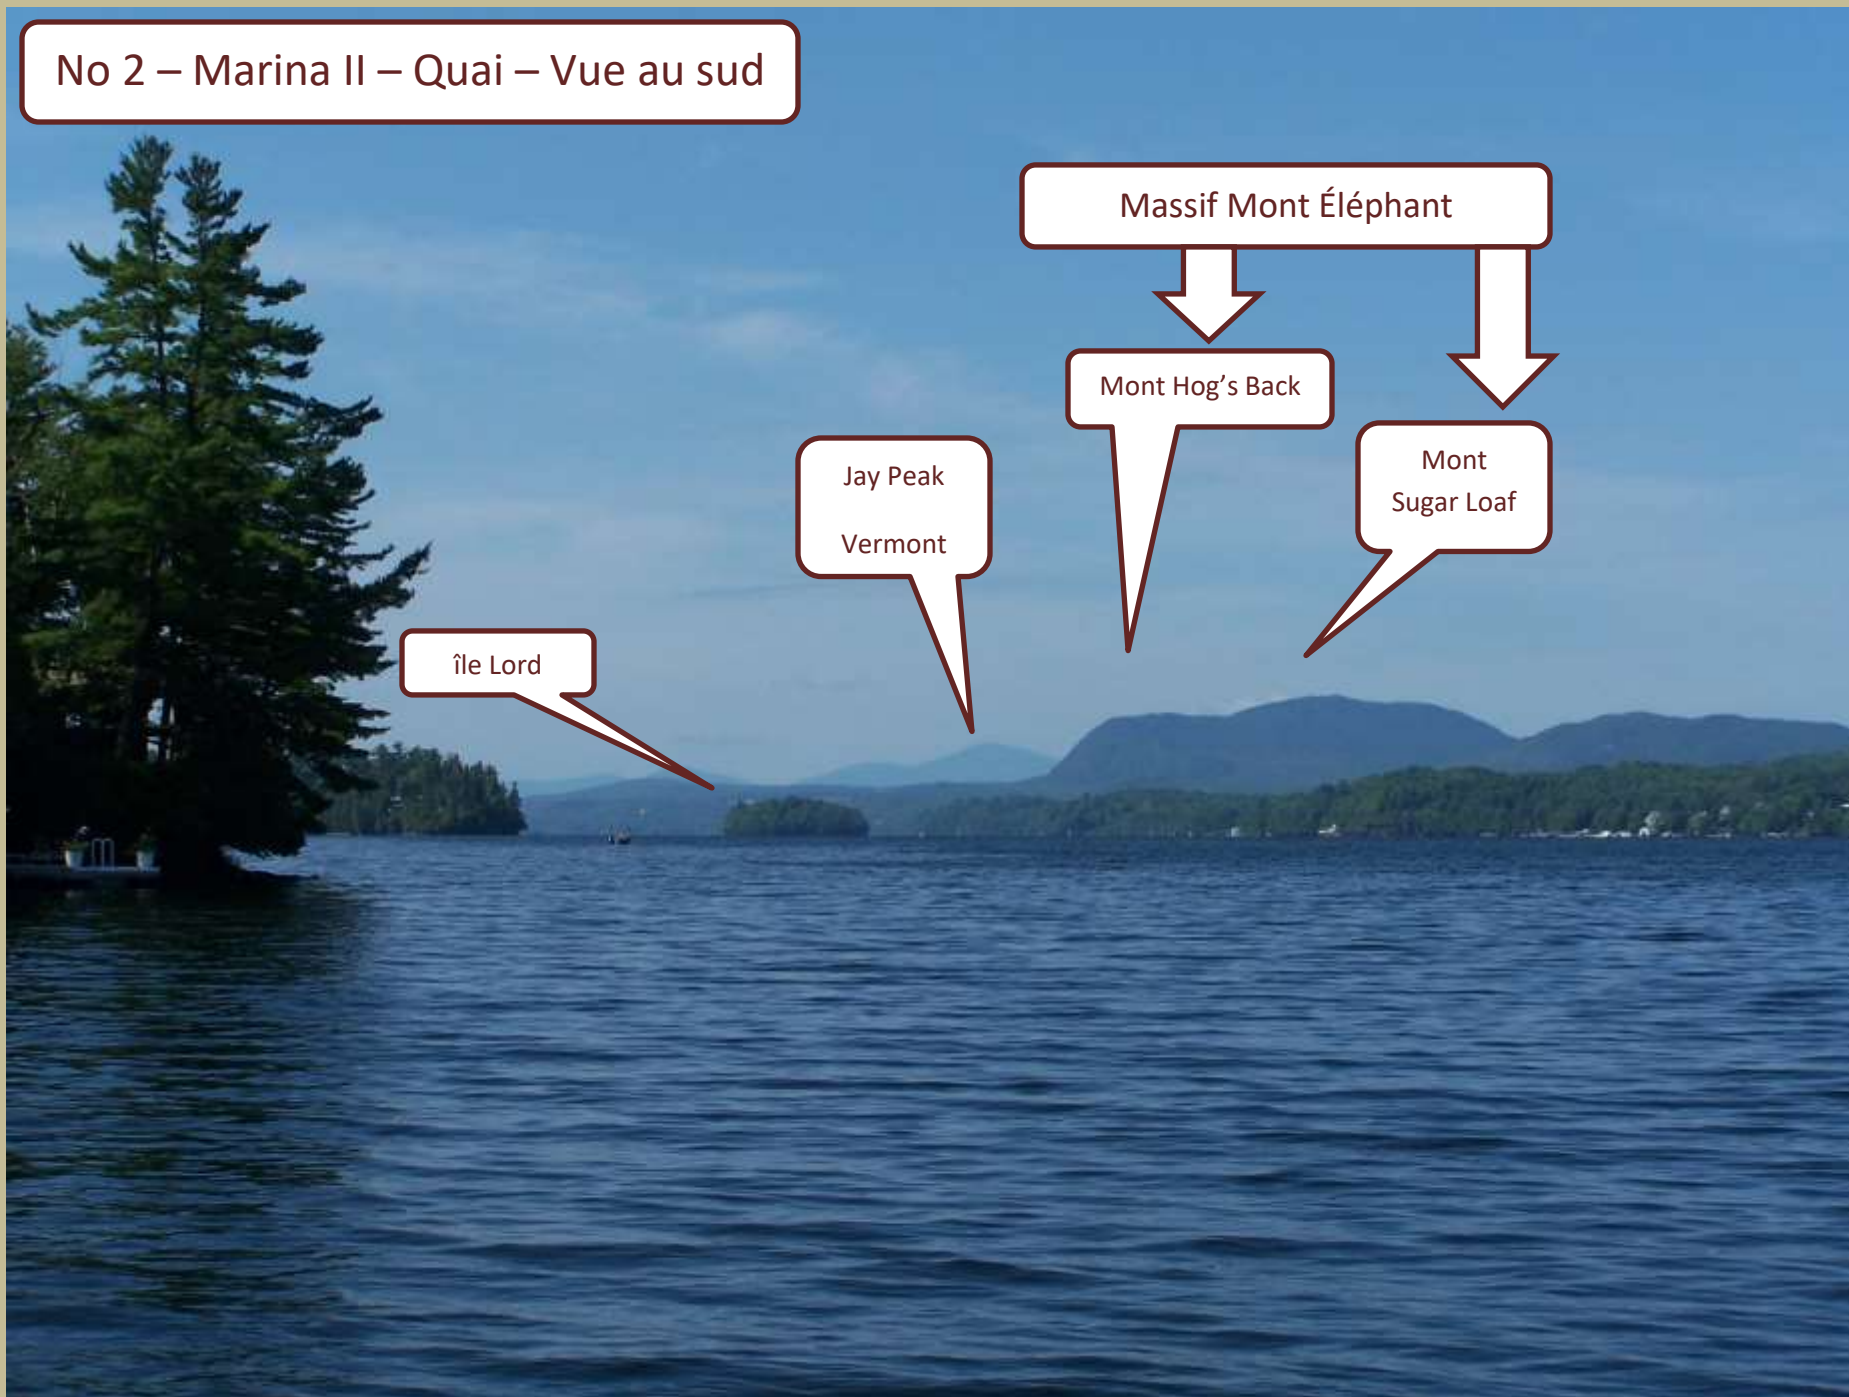 No 2 – Marina II – Quai – Vue au sud
Massif Mont Éléphant
Mont Hog’s Back
Mont
Sugar Loaf
Jay Peak
Vermont
île Lord